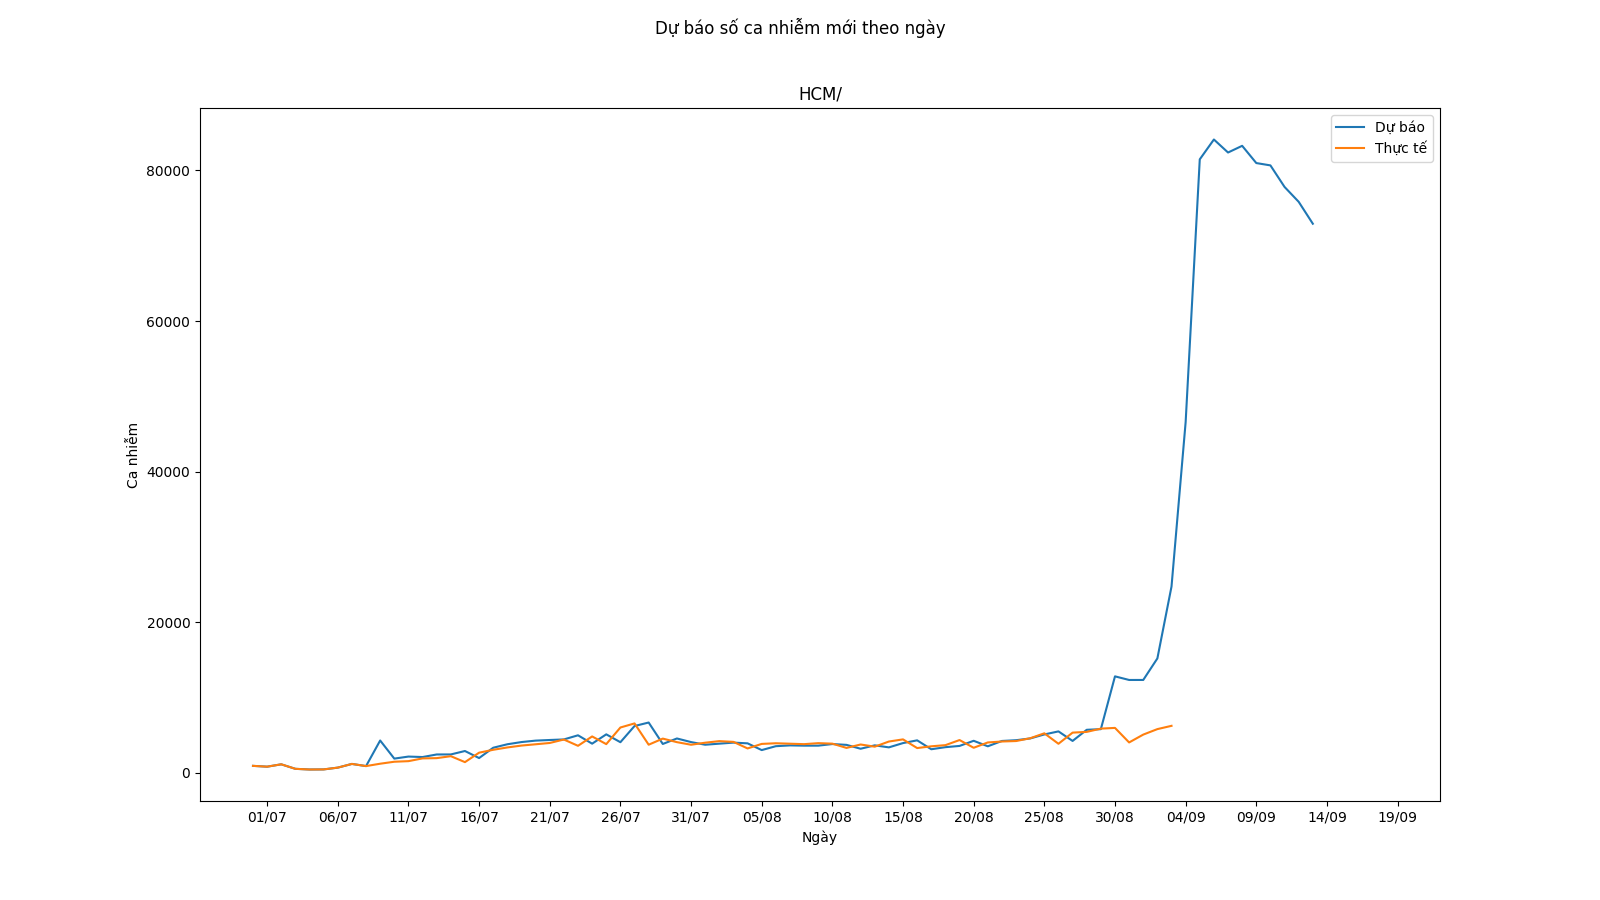 Dự báo số ca nhiễm mới theo ngày
HCM/
Dự báo
Thực tế
80000
60000
40000
20000
0
Ca nhiễm
01/07 06/07 11/07 16/07 21/07 26/07 31/07 05/08 10/08 15/08 20/08 25/08 30/08 04/09 09/09 14/09 19/09
Ngày